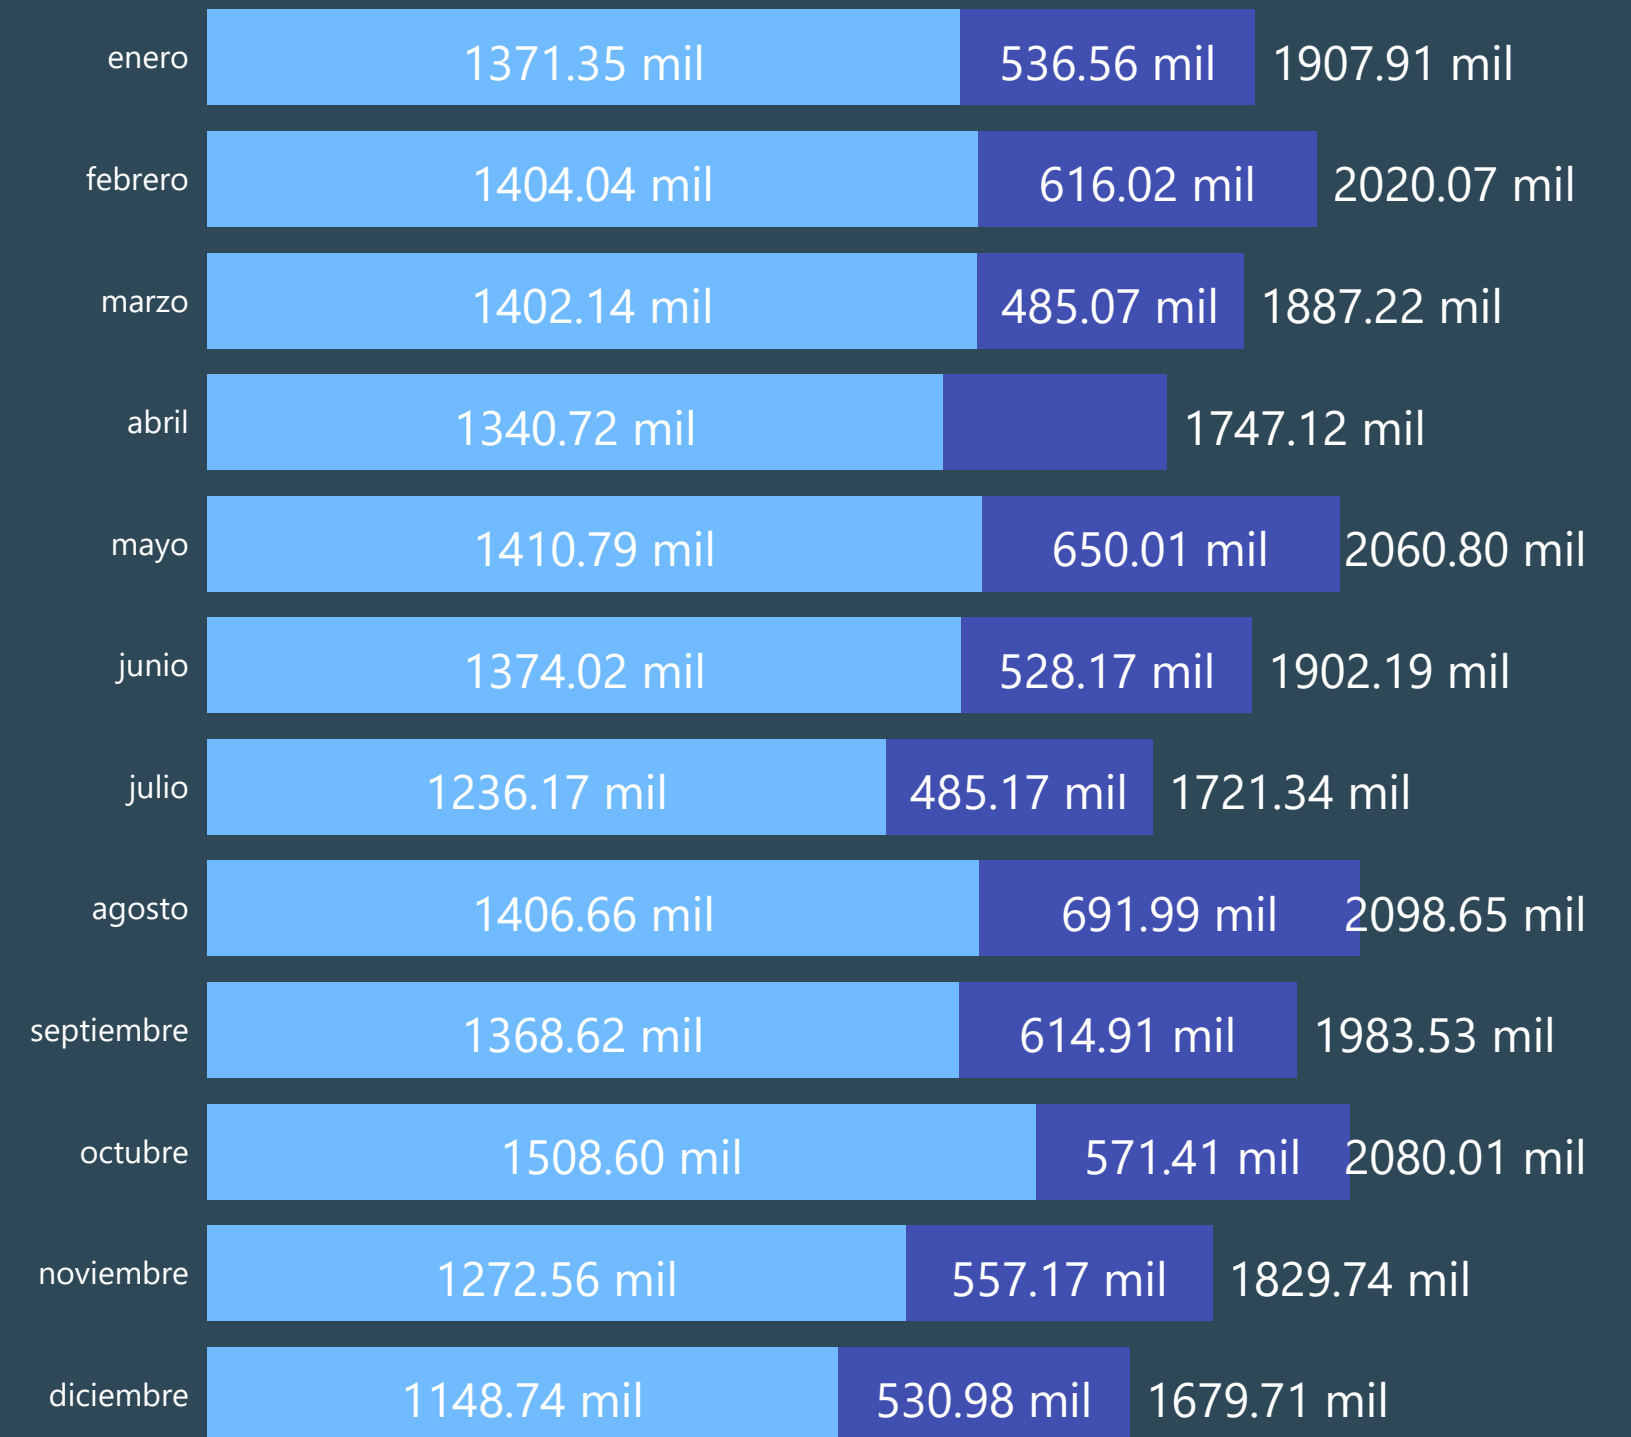 enero 1371.35 mil 536.56 mil 1907.91 mil
febrero 1404.04 mil 616.02 mil 2020.07 mil
marzo 1402.14 mil 485.07 mil 1887.22 mil
abril 1340.72 mil 1747.12 mil
mayo 1410.79 mil 650.01 mil 2060.80 mil
junio 1374.02 mil 528.17 mil 1902.19 mil
julio 1236.17 mil 485.17 mil 1721.34 mil
agosto 1406.66 mil 691.99 mil 2098.65 mil
septiembre 1368.62 mil 614.91 mil 1983.53 mil
octubre 1508.60 mil 571.41 mil 2080.01 mil
noviembre 1272.56 mil 557.17 mil 1829.74 mil
diciembre 1148.74 mil 530.98 mil 1679.71 mil